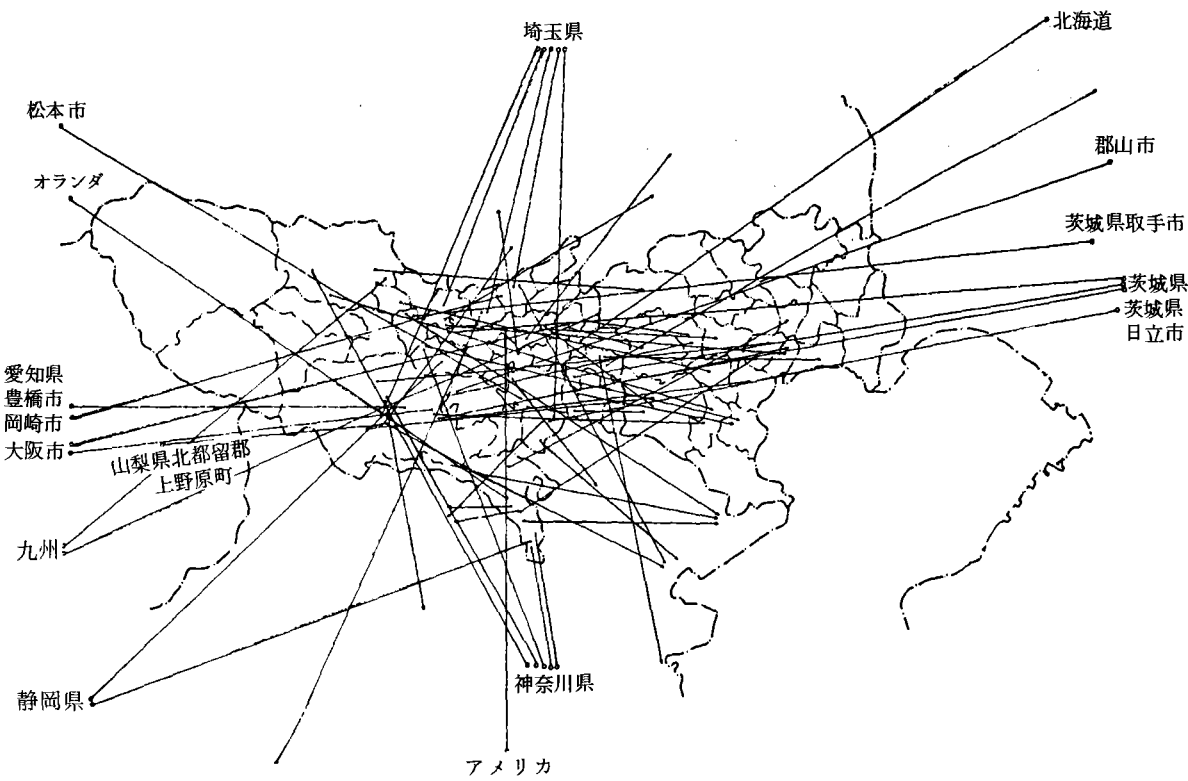 埼玉県
北海道
松本市
郡山市
オランダ
茨城県取手市
茨城県
茨城県
日立市
愛知県
豊橋市
岡崎市
大阪市
山梨県北都留郡
上野原町
九州
静岡県
神奈川県
アメリカ